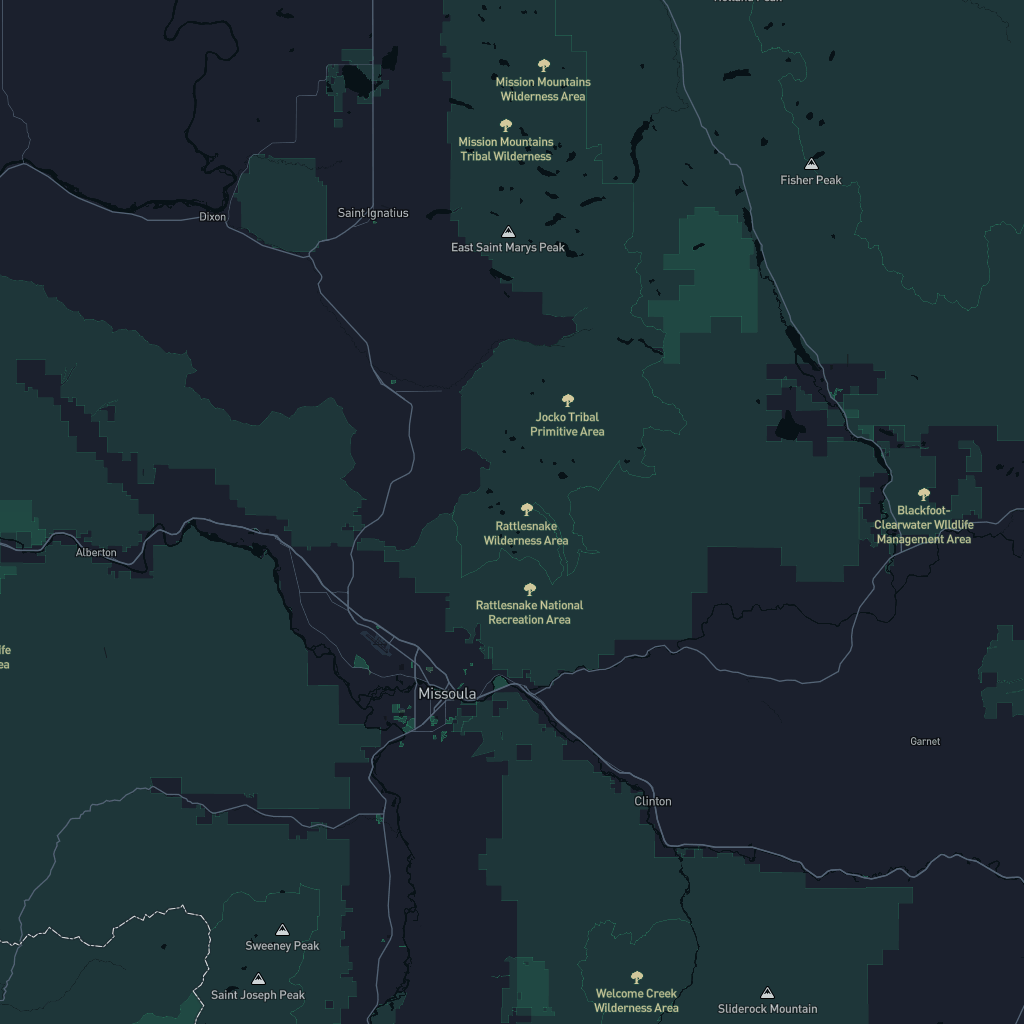 Mission Mountains
Wilderness Area
Mission Mountains
Tribal Wilderness
Fisher Peak
Dixon
Saint Ignatius
East Saint Marys Peak
Jocko Tribal
Primitive Area
Rattlesnake
Wilderness Area
Blackfoot-
Clearwater Wildlife
Management Area
Alberton
Rattlesnake National
Recreation Area
Missoula
Garnet
Clinton
Sweeney Peak
Saint Joseph Peak
Welcome Creek
Wilderness Area
Sliderock Mountain